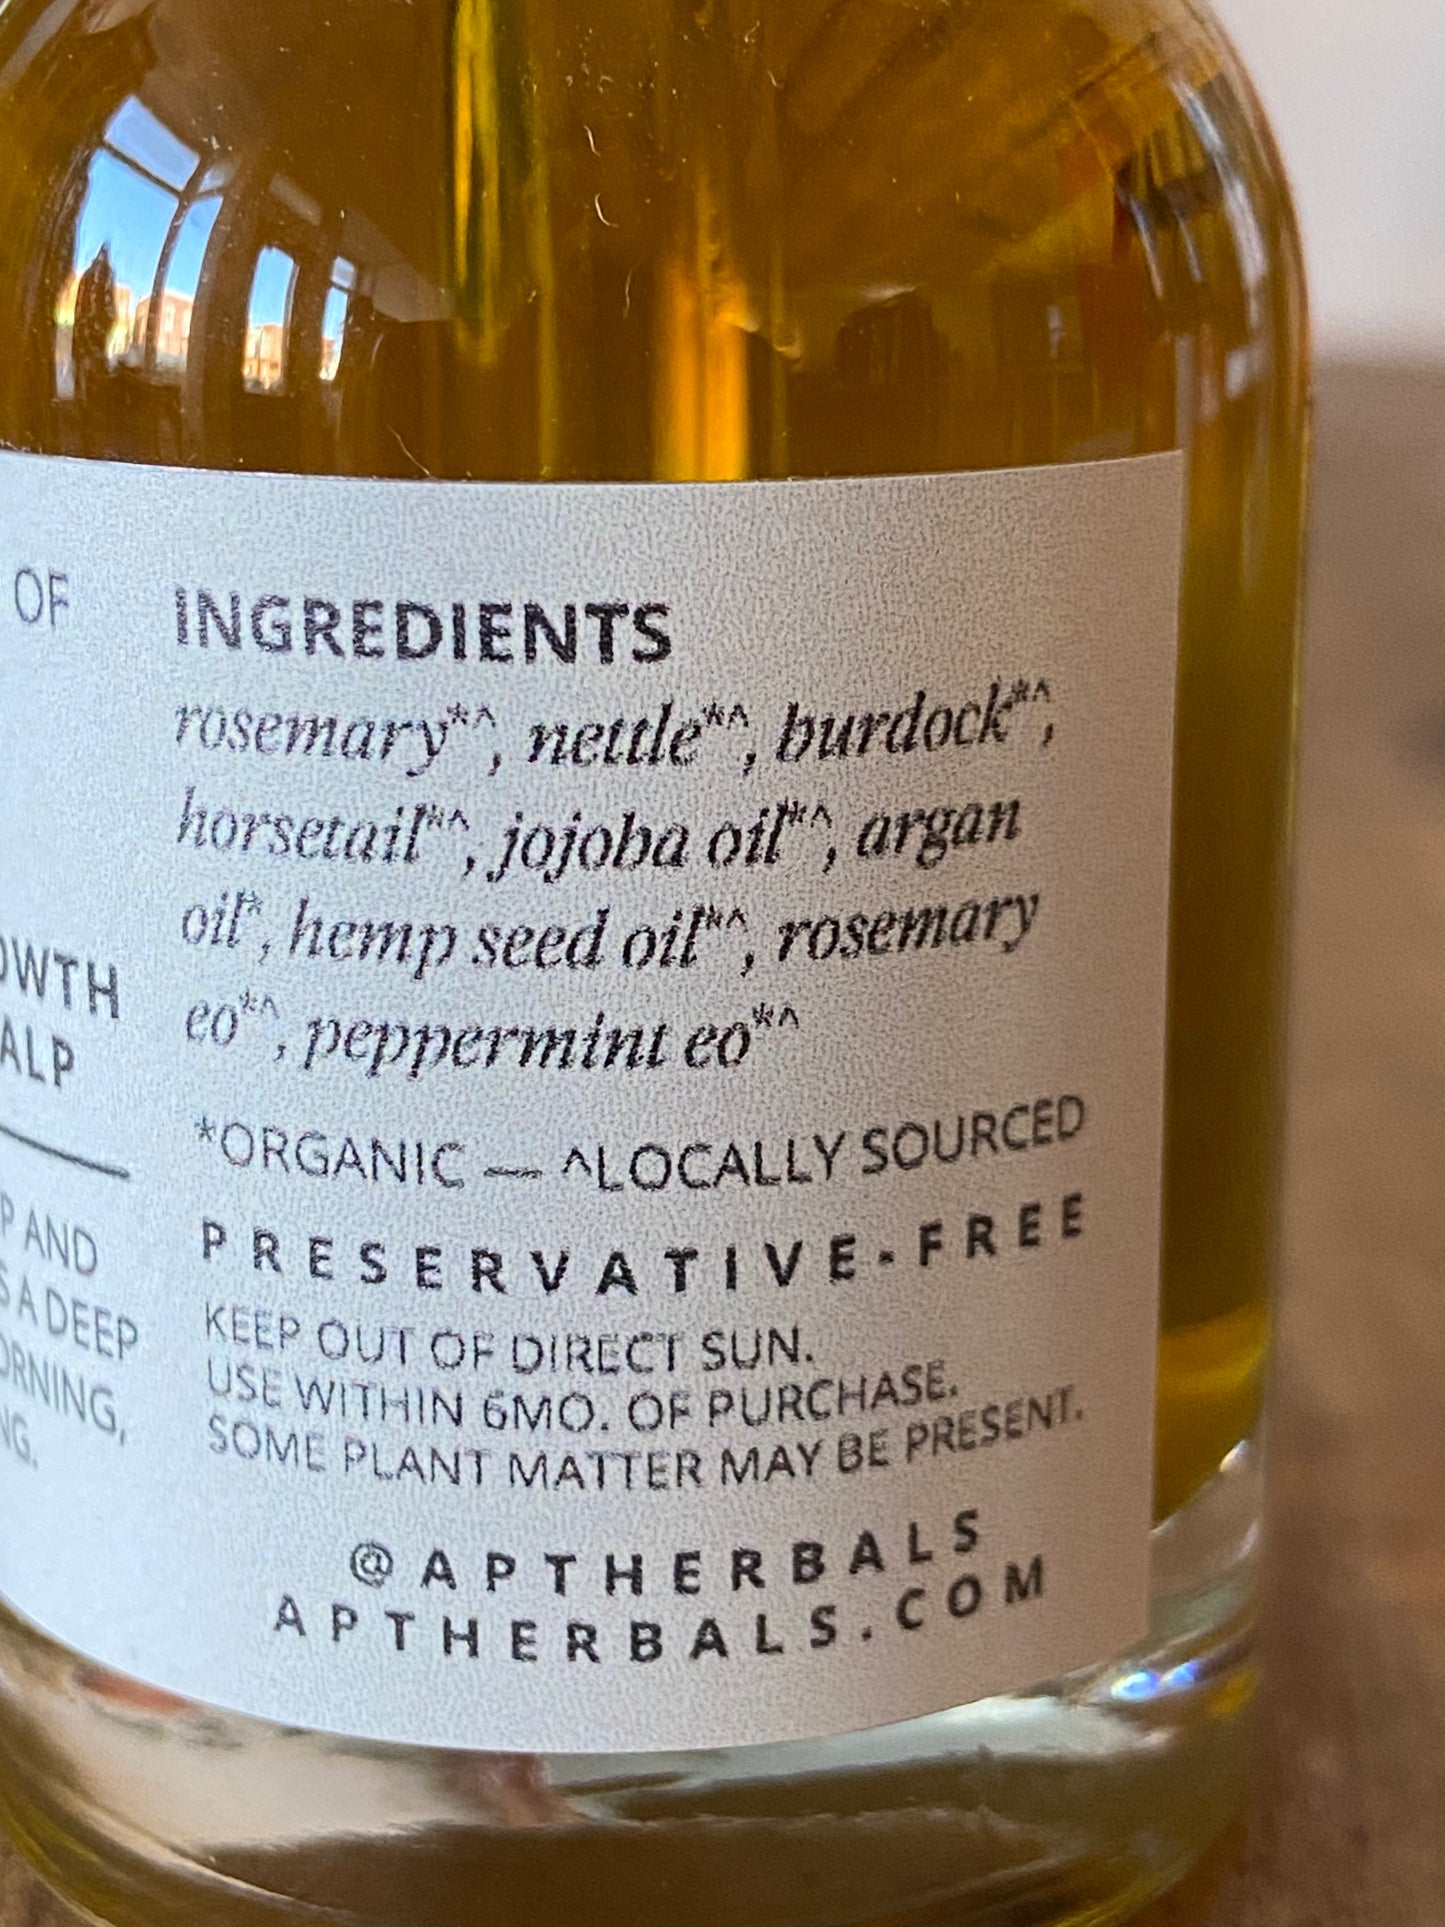 OF
OWTH
ALP
P AND
S A DEEP
ORNING,
NG.
INGREDIENTS
rosemary*^, nettle*^, burdock*^,
horsetail*^, jojoba oil*^, argan
oil*, hemp seed oil*^, rosemary
eo*^, peppermint eo*^
*ORGANIC — ^LOCALLY SOURCED
PRESERVATIVE-FREE
KEEP OUT OF DIRECT SUN.
USE WITHIN 6MO. OF PURCHASE.
SOME PLANT MATTER MAY BE PRESENT.
@APTHERBALS
APTHERBALS.COM